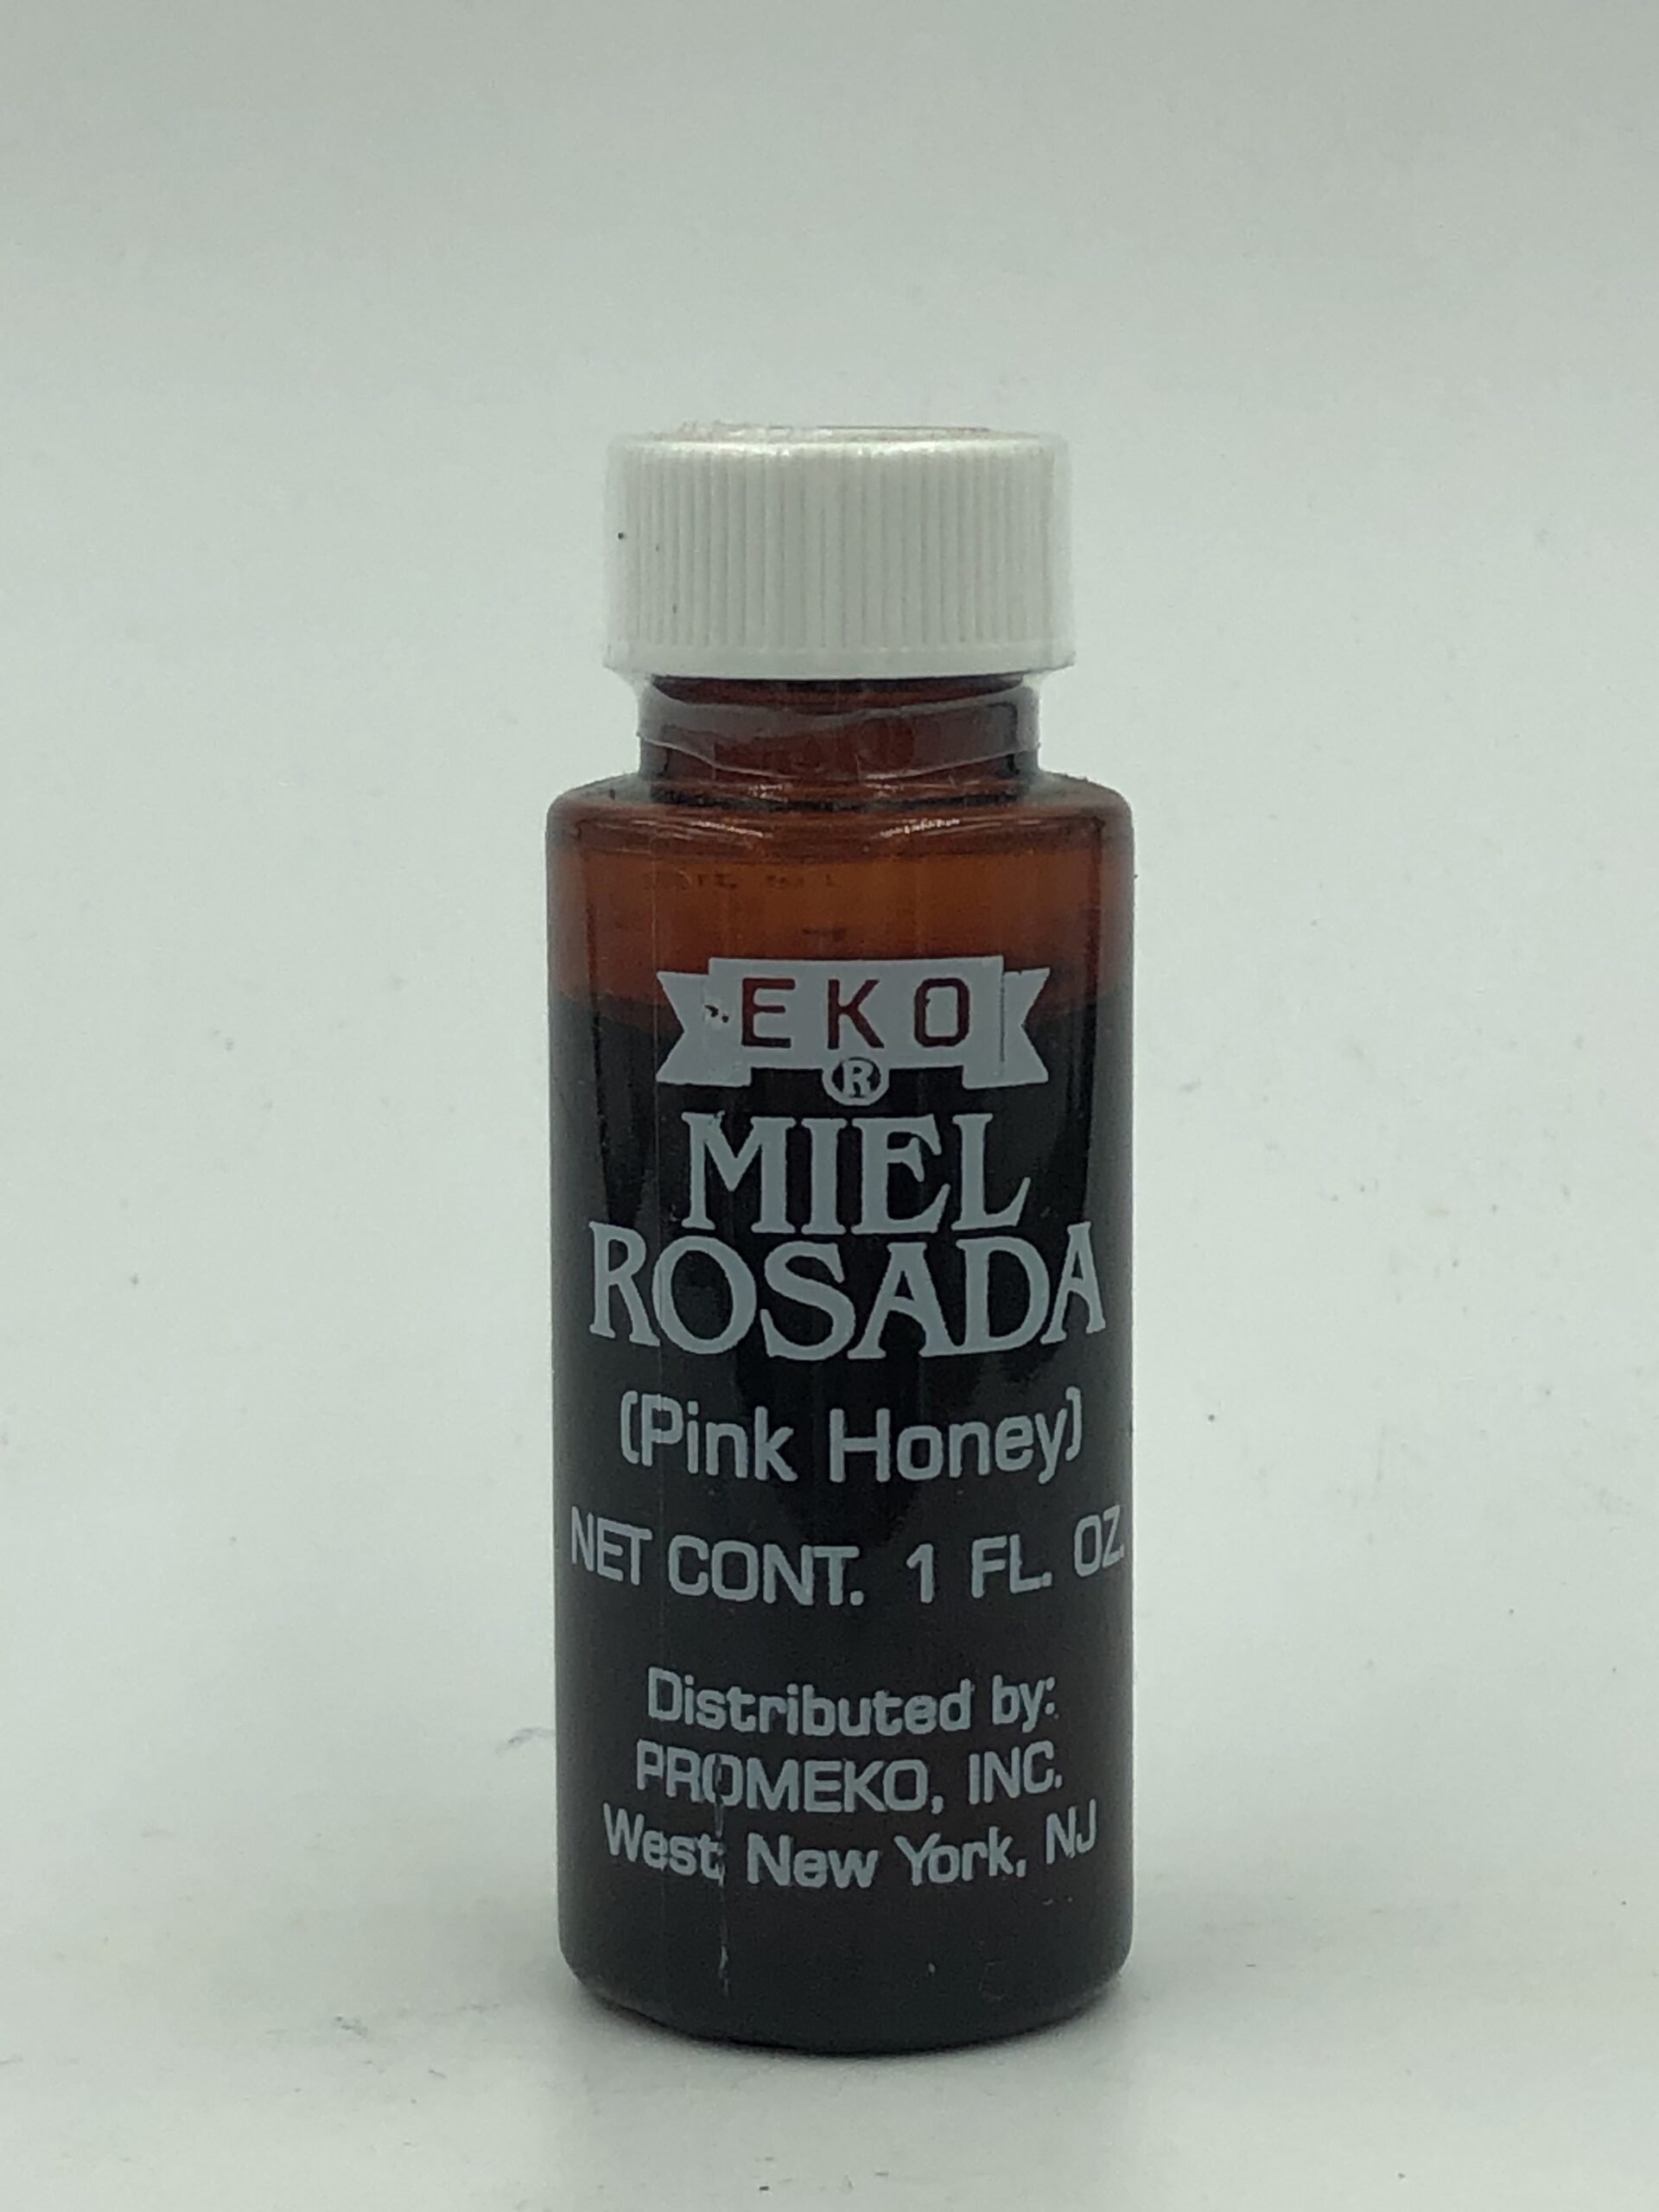 EKO
®
MIEL
ROSADA
(Pink Honey)
NET CONT. 1 FL. OZ.
Distributed by:
PROMEKO, INC.
West New York, NJ